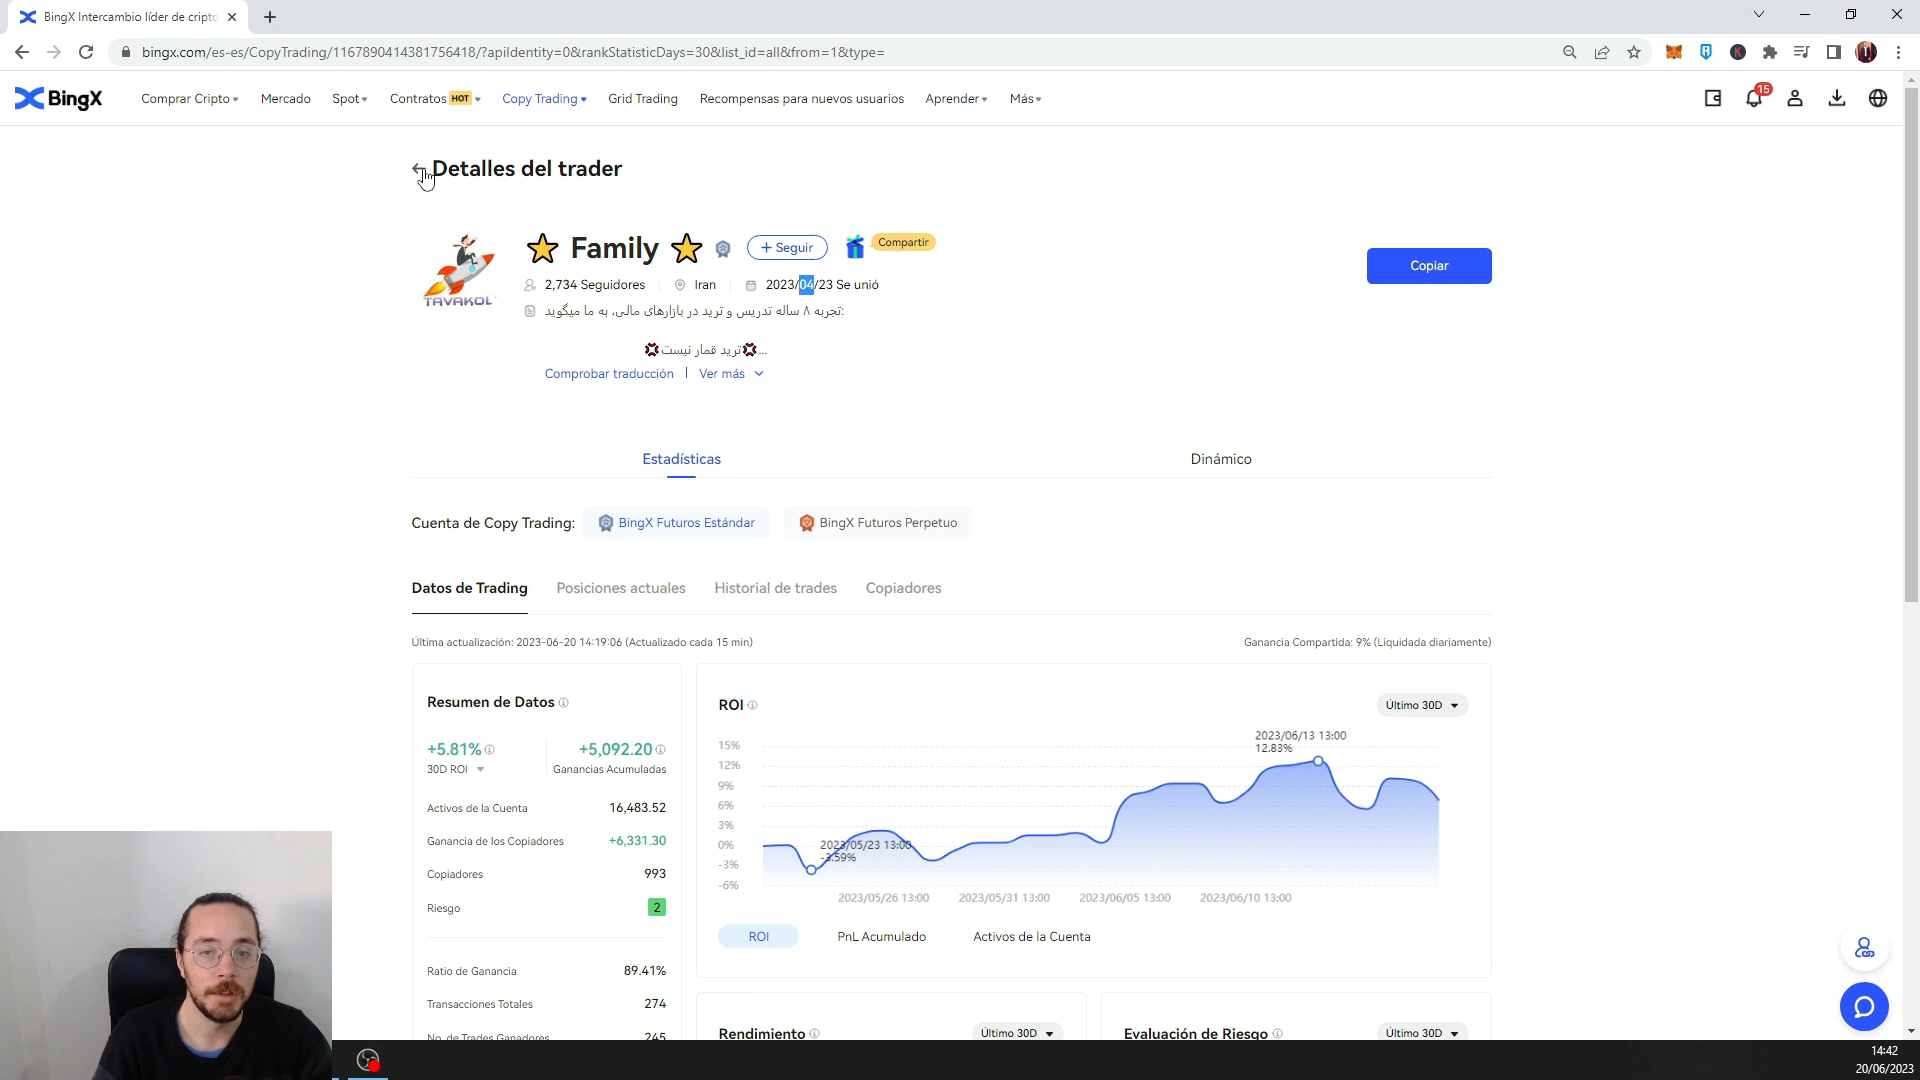 BingX Intercambio líder de cripto
bingx.com/es-es/CopyTrading/1167890414381756418/?apiIdentity=0&rankStatisticDays=30&list_id=all&from=1&type=
BingX
Comprar Cripto
Mercado
Spot
Contratos HOT
Copy Trading
Grid Trading
Recompensas para nuevos usuarios
Aprender
Más
15
Detalles del trader
TAVAKOL
Family
+ Seguir
Compartir
Copiar
2,734 Seguidores
Iran
2023/04/23 Se unió
تجربه ۸ ساله تدریس و ترید در بازارهای مالی، به ما میگوید:
💢ترید قمار نیست💢...
Comprobar traducción | Ver más
Estadísticas
Dinámico
Cuenta de Copy Trading:
BingX Futuros Estándar
BingX Futuros Perpetuo
Datos de Trading
Posiciones actuales
Historial de trades
Copiadores
Última actualización: 2023-06-20 14:19:06 (Actualizado cada 15 min)
Ganancia Compartida: 9% (Liquidada diariamente)
Resumen de Datos
+5.81%
+5,092.20
30D ROI
Ganancias Acumuladas
Activos de la Cuenta 16,483.52
Ganancia de los Copiadores +6,331.30
Copiadores 993
Riesgo 2
Ratio de Ganancia 89.41%
Transacciones Totales 274
No. de Trades Ganadores 245
ROI
Último 30D
15%
12%
9%
6%
3%
0%
-3%
-6%
2023/06/13 13:00
12.83%
2023/05/23 13:00
-3.59%
2023/05/26 13:00
2023/05/31 13:00
2023/06/05 13:00
2023/06/10 13:00
ROI
PnL Acumulado
Activos de la Cuenta
Rendimiento
Último 30D
Evaluación de Riesgo
Último 30D
14:42
20/06/2023